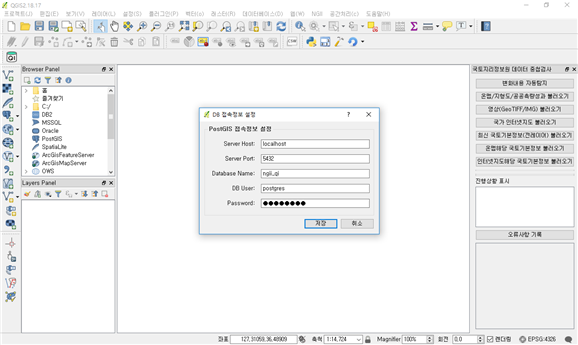 QGIS2 18.17
프로젝트(J) 편집(E) 보기(V) 레이어(L) 설정(S) 플러그인(P) 벡터(o) 래스터(R) 데이터베이스(D) 웹(W) NGII 공간처리(c) 도움말(H)
CSW
QI
Browser Panel
홈
즐겨찾기
C:/
DB2
MSSQL
Oracle
PostGIS
SpatiaLite
ArcGisFeatureServer
ArcGisMapServer
OWS
Layers Panel
DB 접속정보 설정
PostGIS 접속정보 설정
Server Host: localhost
Server Port: 5432
Database Name: ngii_qi
DB User: postgres
Password: ●●●●●●●●
저장 취소
국토지리정보원 데이터 종합검사
변화내용 자동탐지
온맵/지형도/공공측량성과 불러오기
영상(GeoTIFF/IMG) 불러오기
국가 인터넷지도 불러오기
최신 국토기본정보(전레이어) 불러오기
온맵해당 국토기본정보 불러오기
인터넷지도해당 국토기본정보 불러오기
진행상황 표시
오류사항 기록
좌표 127.31059,36.40909 축척 1:14,724 Magnifier 100% 회전 0.0 렌더링 EPSG:4326